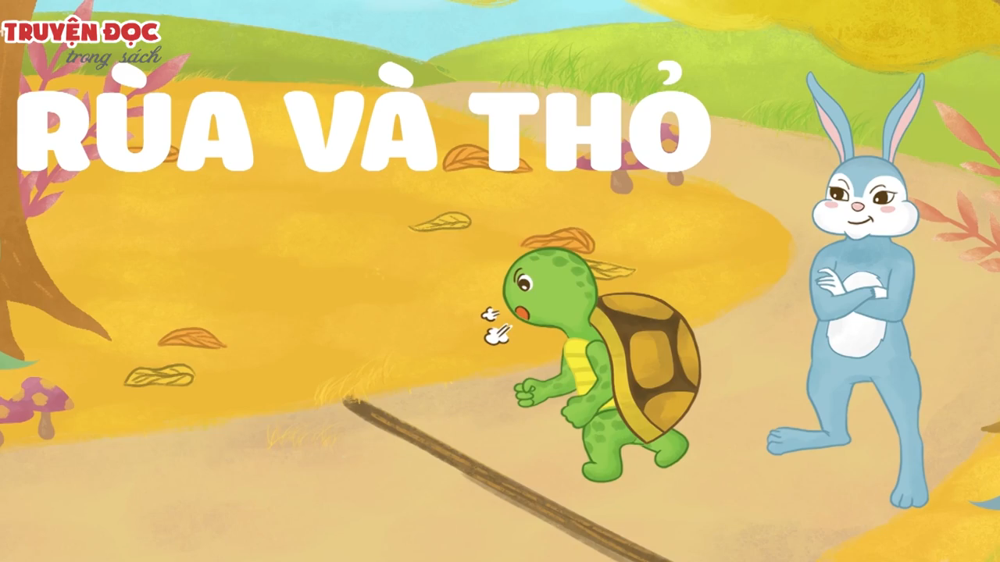 TRUYỆN ĐỌC
trong sách
RÙA VÀ THỎ